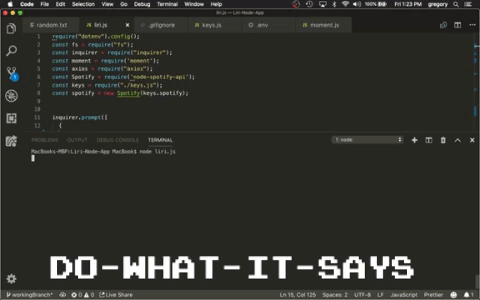 Code File Edit Selection View Go Debug Terminal Window Help
100% Fri 1:23 PM gregory
liri.js — Liri-Node-App
random.txt liri.js .gitignore keys.js .env moment.js
1 require("dotenv").config();
2 const fs = require("fs");
3 const inquirer = require("inquirer");
4 const moment = require('moment');
5 const axios = require("axios");
6 const Spotify = require('node-spotify-api');
7 const keys = require("./keys.js");
8 const spotify = new Spotify(keys.spotify);
9
10
11 inquirer.prompt([
12 {
PROBLEMS OUTPUT DEBUG CONSOLE TERMINAL 1: node
MacBooks-MBP:Liri-Node-App MacBook$ node liri.js
DO-WHAT-IT-SAYS
workingBranch* 0 0 Live Share Ln 15, Col 125 Spaces: 2 UTF-8 LF JavaScript Prettier